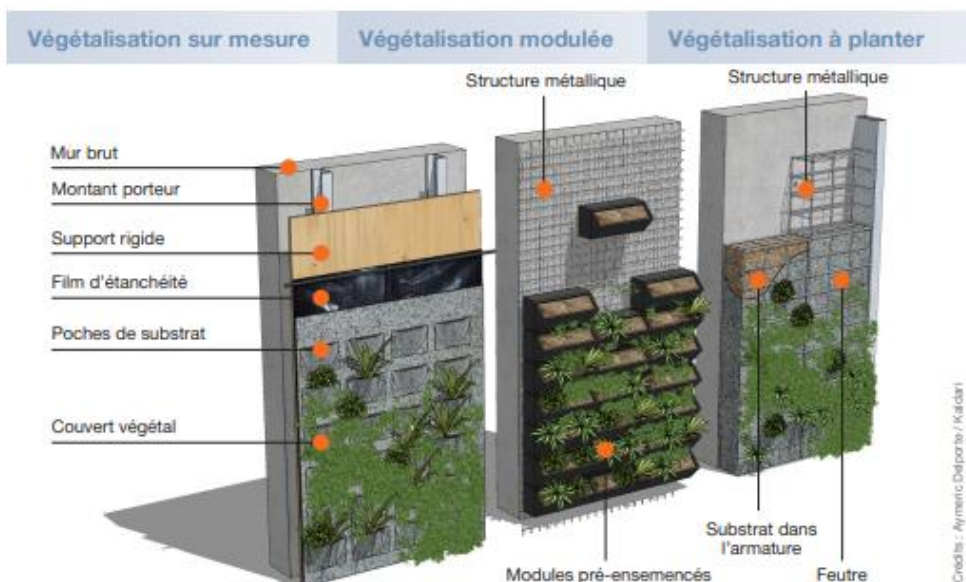 Végétalisation sur mesure
Végétalisation modulée
Végétalisation à planter
Structure métallique
Structure métallique
Mur brut
Montant porteur
Support rigide
Film d'étanchéité
Poches de substrat
Couvert végétal
Substrat dans
l'armature
Modules pré-ensemencés
Feutre
Crédits : Aymeric Delporte / Kaldari